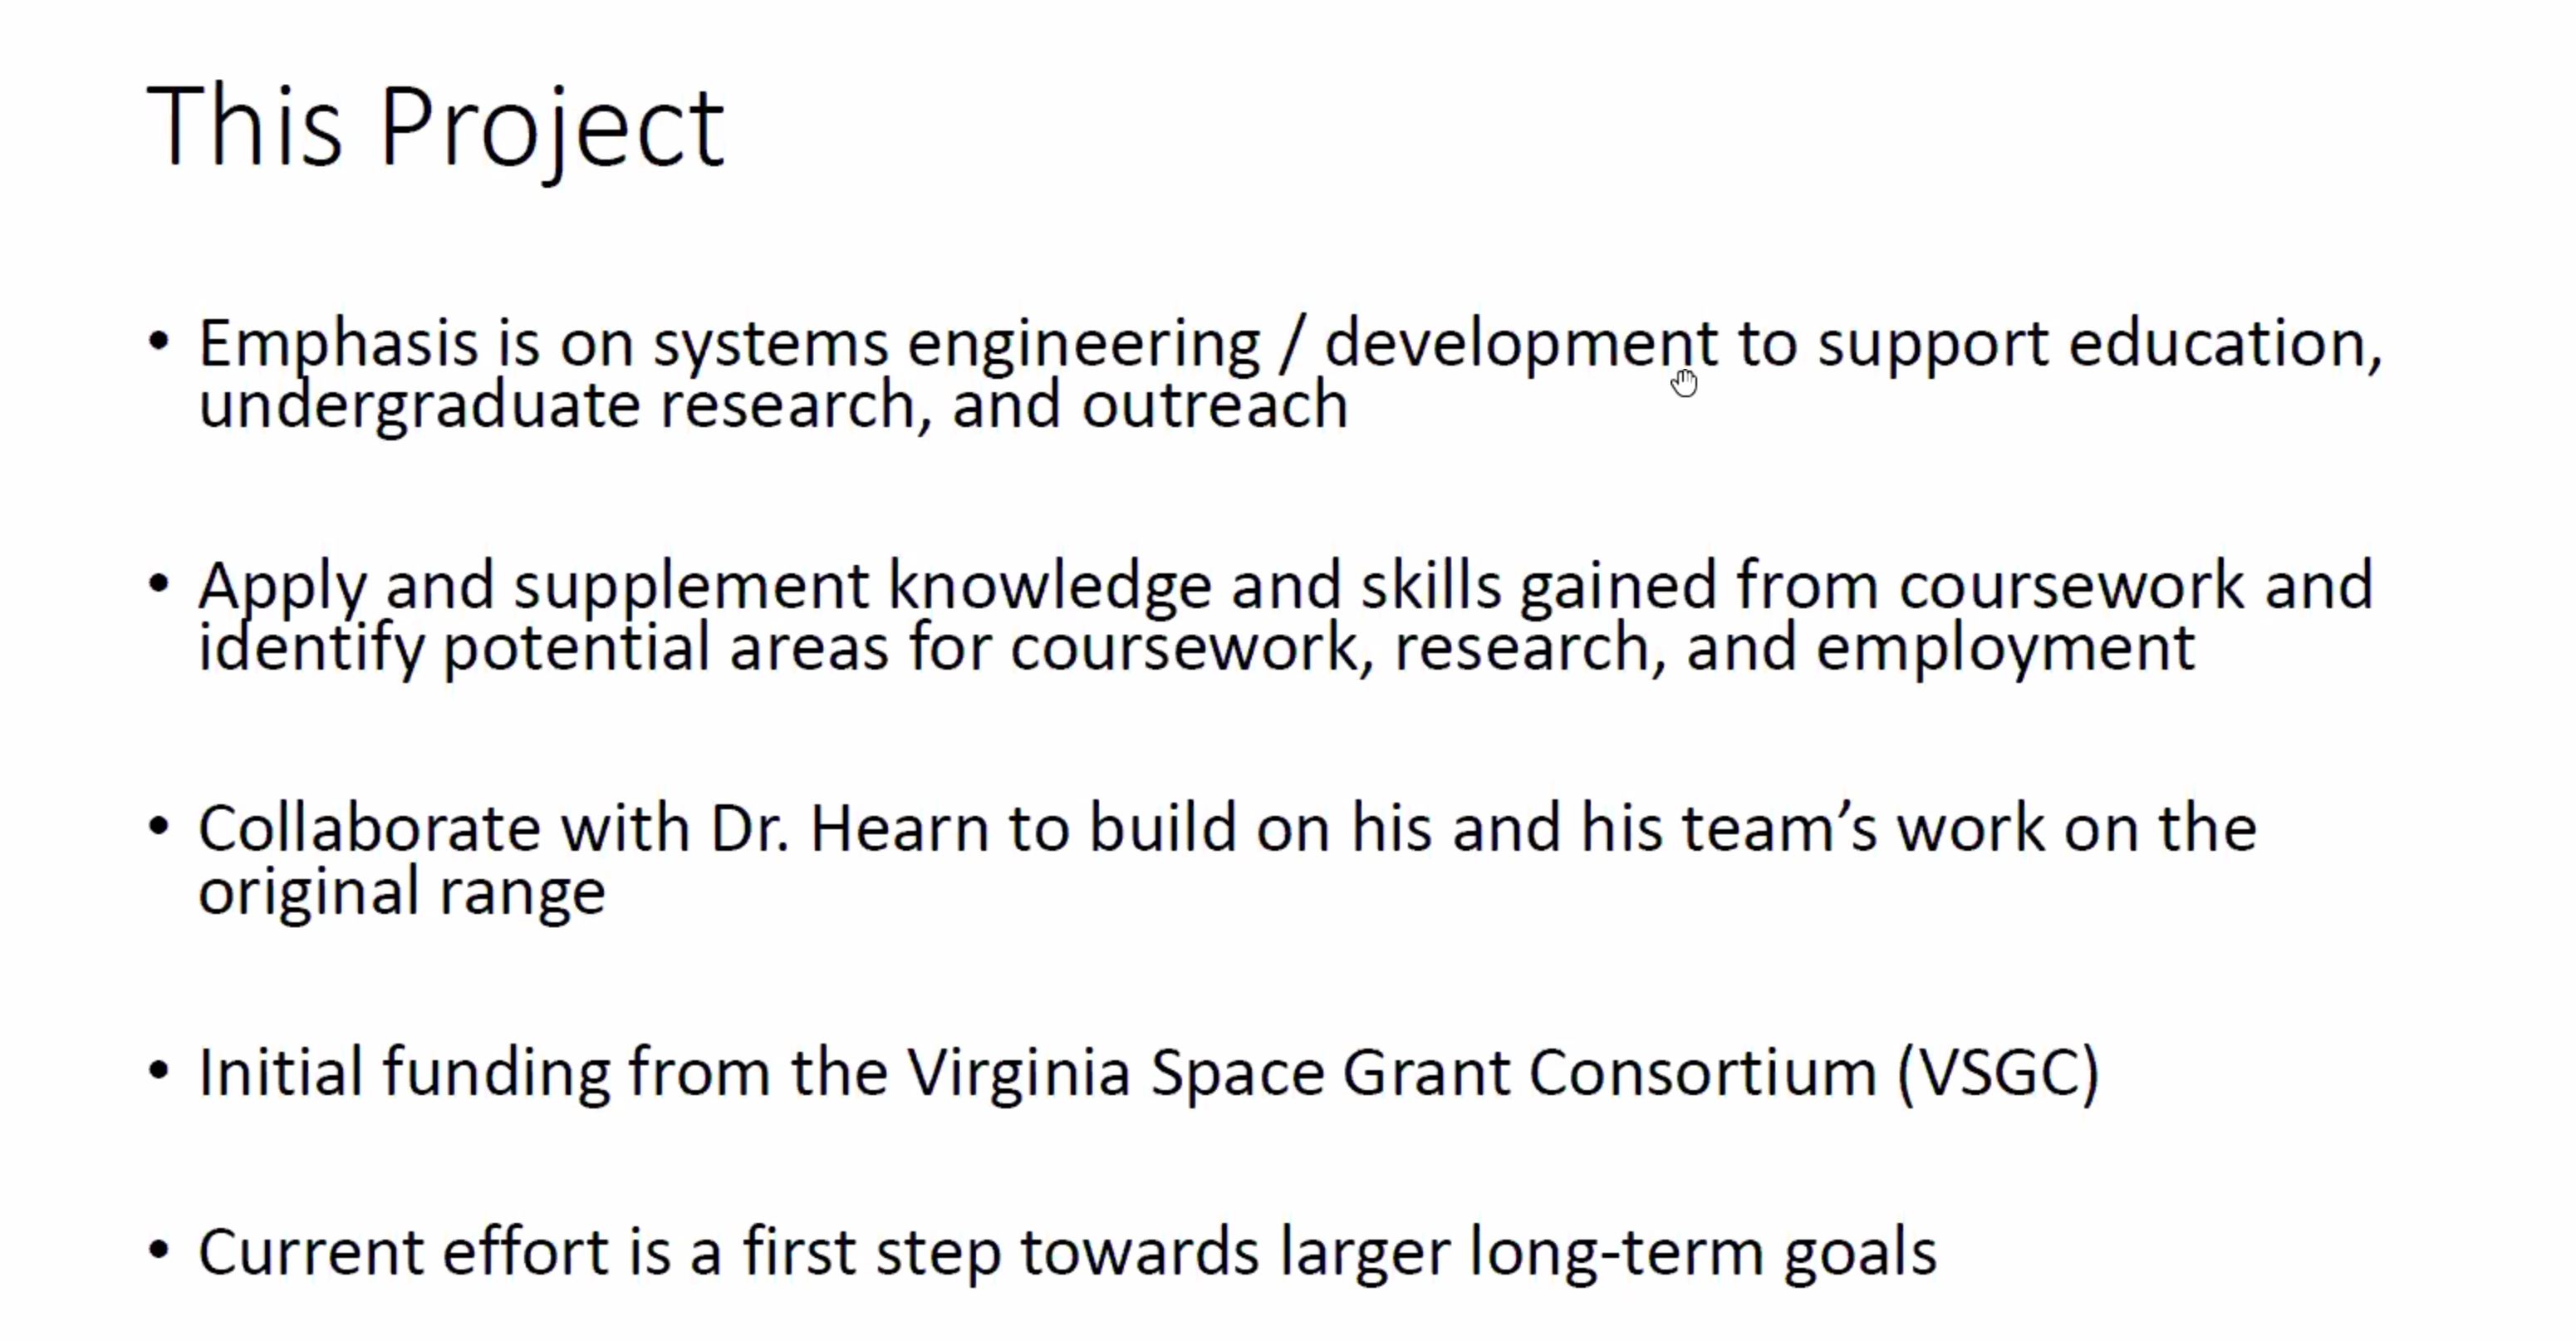 This Project
• Emphasis is on systems engineering / development to support education,
undergraduate research, and outreach
• Apply and supplement knowledge and skills gained from coursework and
identify potential areas for coursework, research, and employment
• Collaborate with Dr. Hearn to build on his and his team’s work on the
original range
• Initial funding from the Virginia Space Grant Consortium (VSGC)
• Current effort is a first step towards larger long-term goals